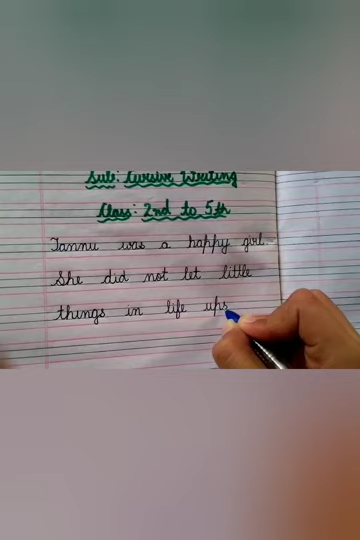 Sub: Cursive Writing
Class: 2nd to 5th
Tannu was a happy girl.
She did not let little
things in life ups